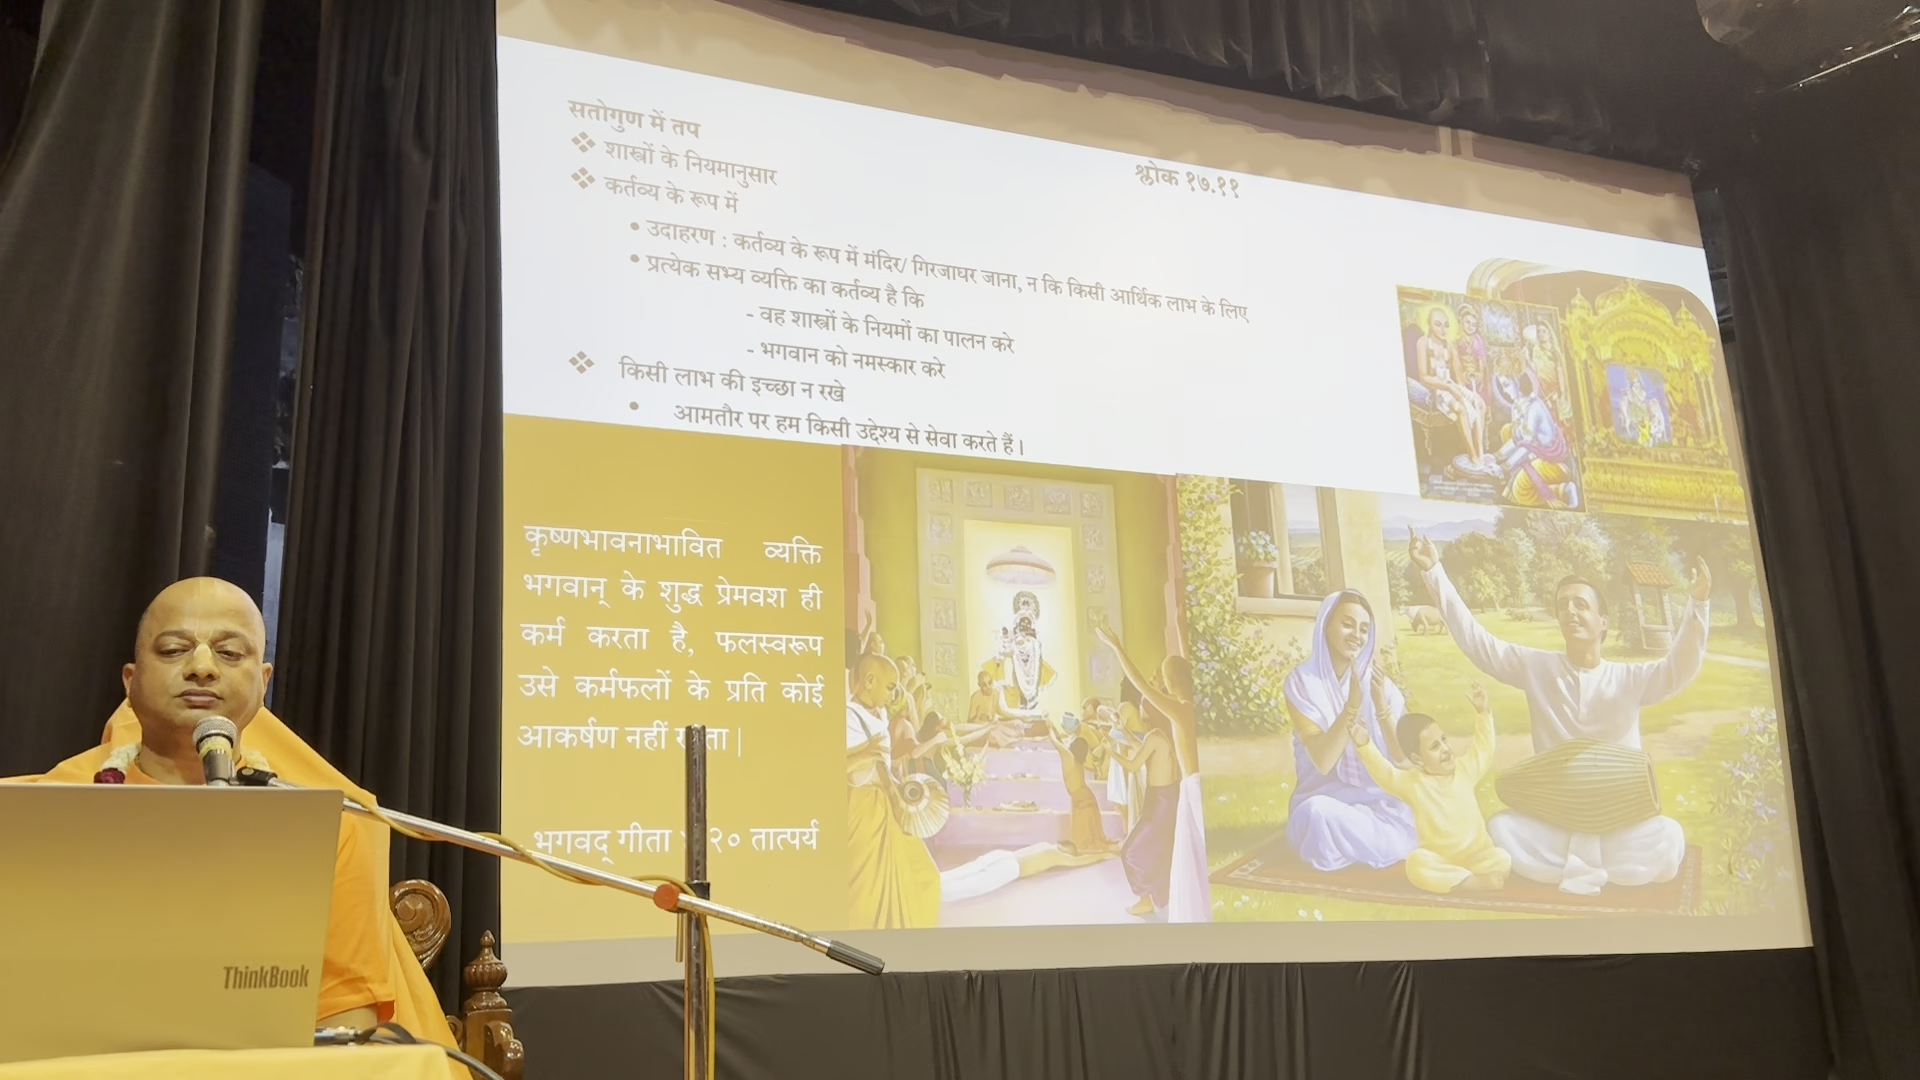 सतोगुण में तप
❖ शास्त्रों के नियमानुसार
श्लोक १७.११
❖ कर्तव्य के रूप में
• उदाहरण : कर्तव्य के रूप में मंदिर/ गिरजाघर जाना, न कि किसी आर्थिक लाभ के लिए
• प्रत्येक सभ्य व्यक्ति का कर्तव्य है कि
- वह शास्त्रों के नियमों का पालन करे
- भगवान को नमस्कार करे
❖ किसी लाभ की इच्छा न रखे
• आमतौर पर हम किसी उद्देश्य से सेवा करते हैं।
कृष्णभावनाभावित व्यक्ति
भगवान् के शुद्ध प्रेमवश ही
कर्म करता है, फलस्वरूप
उसे कर्मफलों के प्रति कोई
आकर्षण नहीं
भगवद् गीता २० तात्पर्य
ThinkBook